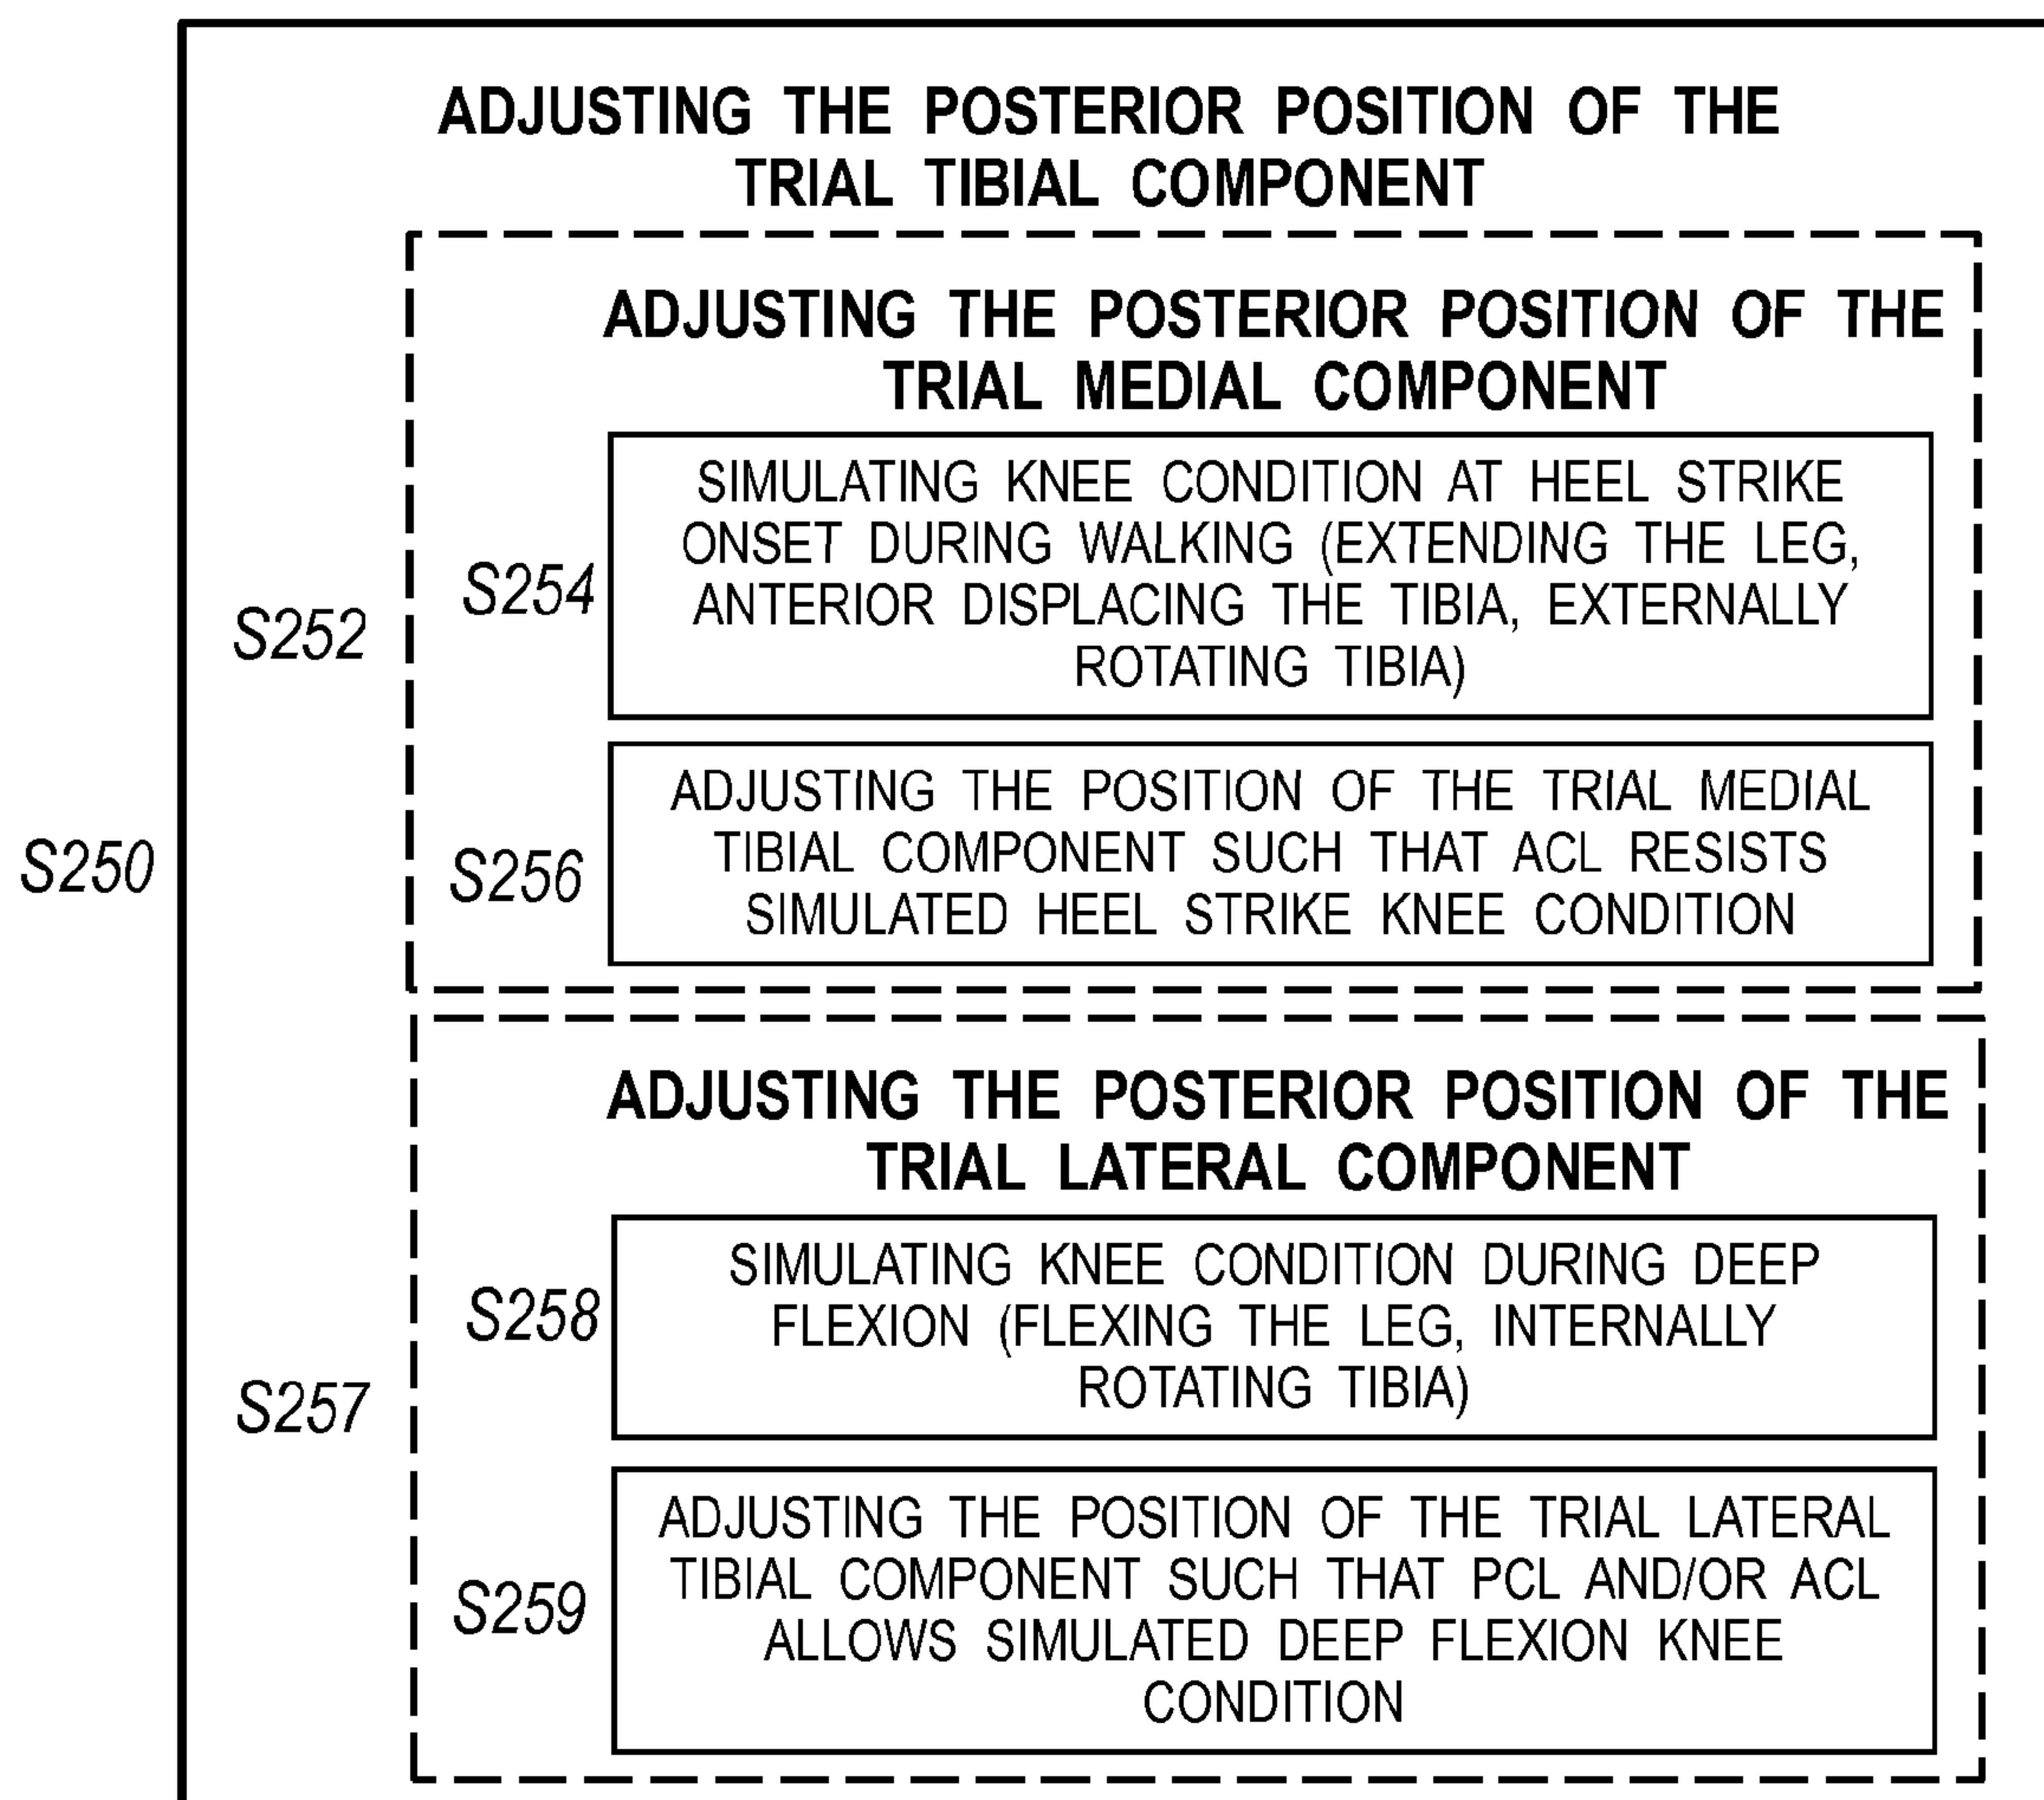 ADJUSTING THE POSTERIOR POSITION OF THE
TRIAL TIBIAL COMPONENT
ADJUSTING THE POSTERIOR POSITION OF THE
TRIAL MEDIAL COMPONENT
SIMULATING KNEE CONDITION AT HEEL STRIKE
ONSET DURING WALKING (EXTENDING THE LEG,
ANTERIOR DISPLACING THE TIBIA, EXTERNALLY
ROTATING TIBIA)
S254
S252
ADJUSTING THE POSITION OF THE TRIAL MEDIAL
TIBIAL COMPONENT SUCH THAT ACL RESISTS
SIMULATED HEEL STRIKE KNEE CONDITION
S256
S250
ADJUSTING THE POSTERIOR POSITION OF THE
TRIAL LATERAL COMPONENT
SIMULATING KNEE CONDITION DURING DEEP
FLEXION (FLEXING THE LEG, INTERNALLY
ROTATING TIBIA)
S258
S257
ADJUSTING THE POSITION OF THE TRIAL LATERAL
TIBIAL COMPONENT SUCH THAT PCL AND/OR ACL
ALLOWS SIMULATED DEEP FLEXION KNEE
CONDITION
S259